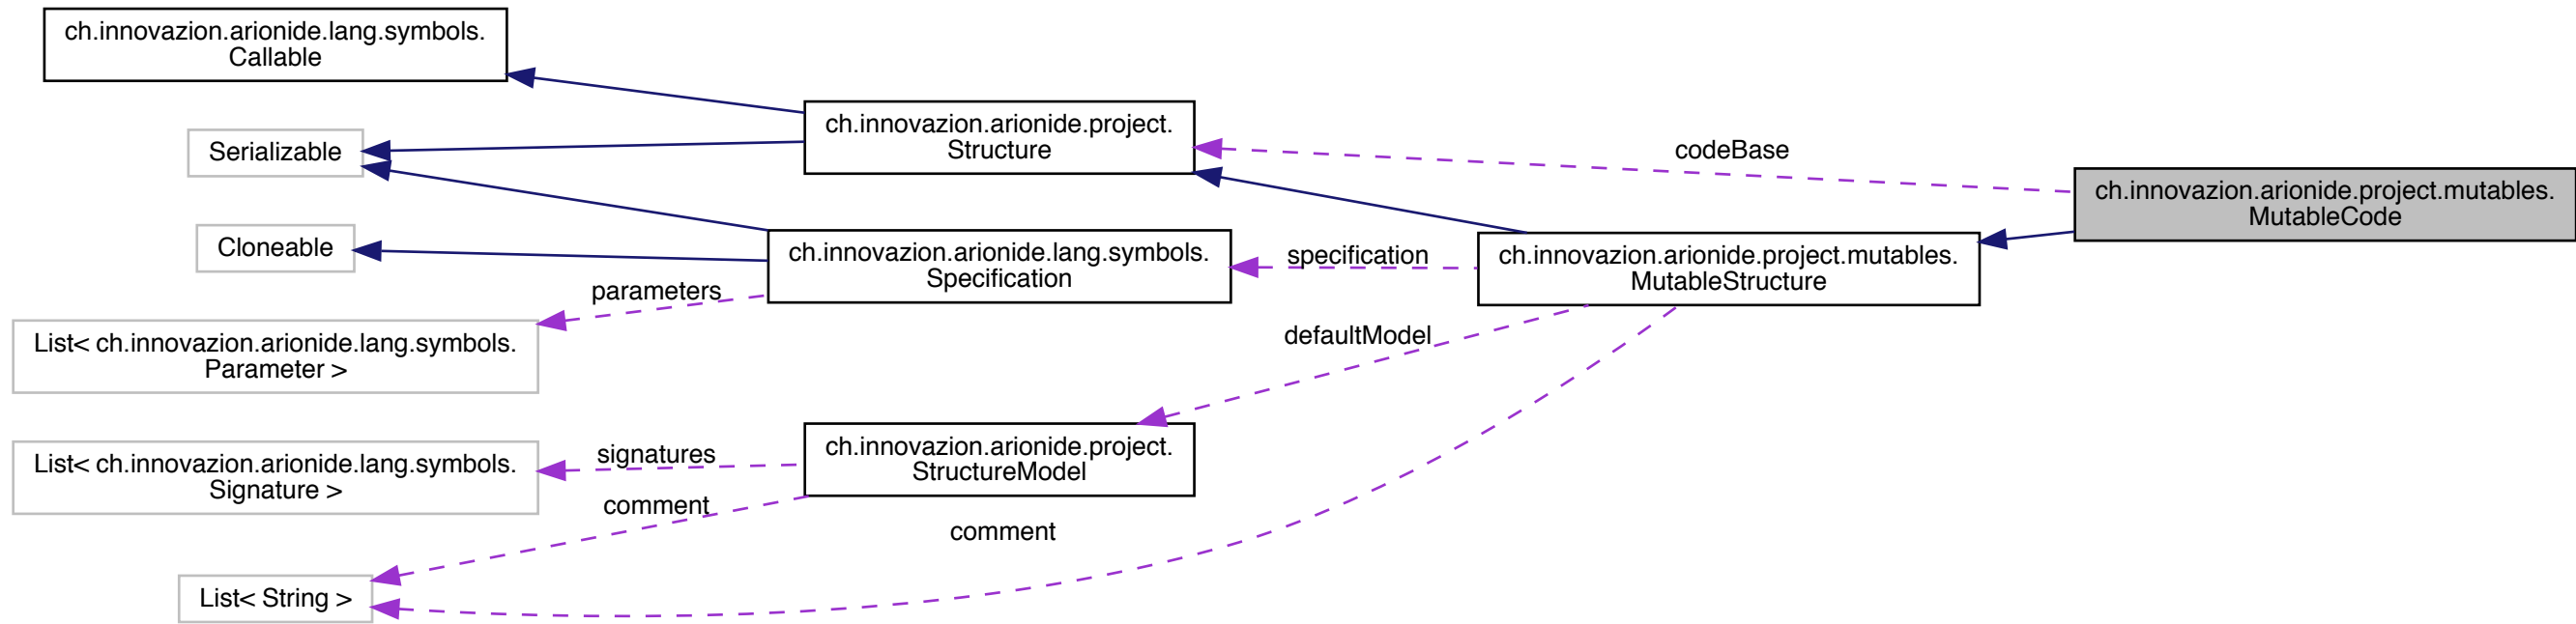 ch.innovazion.arionide.lang.symbols.
Callable
Serializable
Cloneable
List< ch.innovazion.arionide.lang.symbols.
Parameter >
List< ch.innovazion.arionide.lang.symbols.
Signature >
List< String >
parameters
signatures
comment
ch.innovazion.arionide.project.
Structure
ch.innovazion.arionide.lang.symbols.
Specification
ch.innovazion.arionide.project.
StructureModel
comment
specification
defaultModel
codeBase
ch.innovazion.arionide.project.mutables.
MutableStructure
ch.innovazion.arionide.project.mutables.
MutableCode